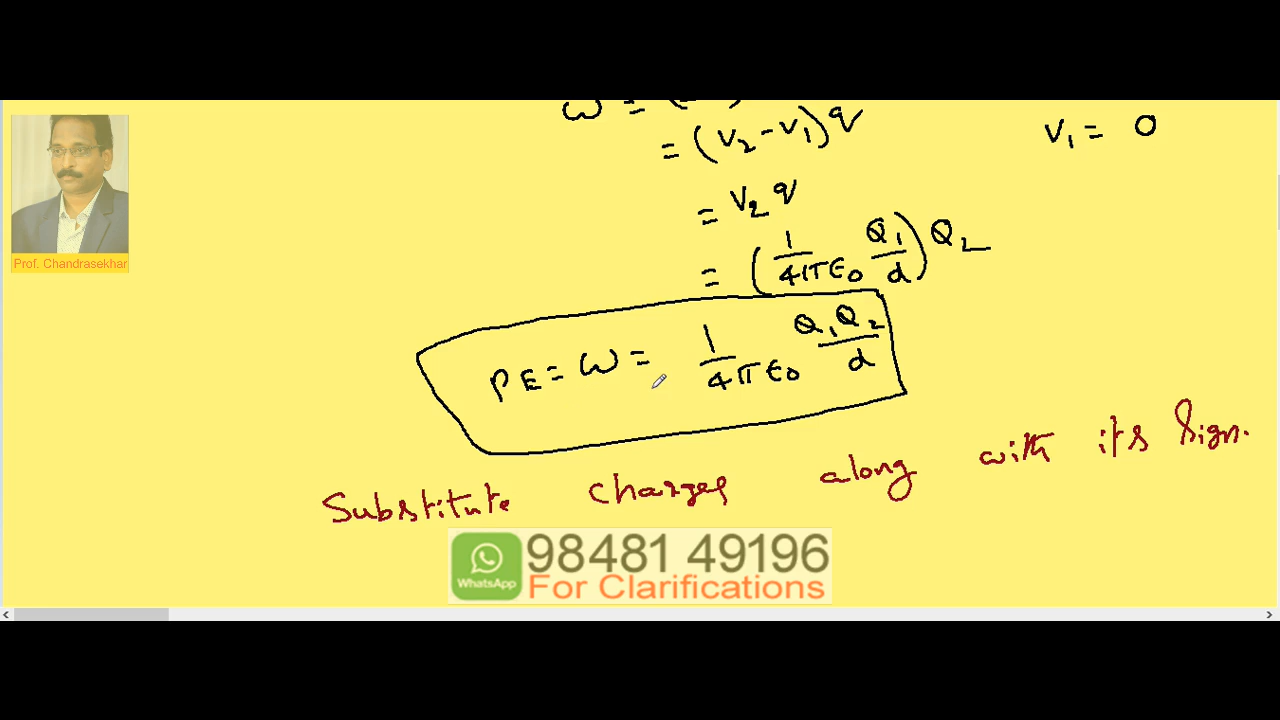 W =
= (V₂ - V₁) q
V₁ = 0
= V₂ q
= (1/4πε₀ Q₁/d) Q₂
PE = W = 1/4πε₀ Q₁Q₂/d
Substitute charges along with its Sign.
Prof. Chandrasekhar
WhatsApp
98481 49196
For Clarifications